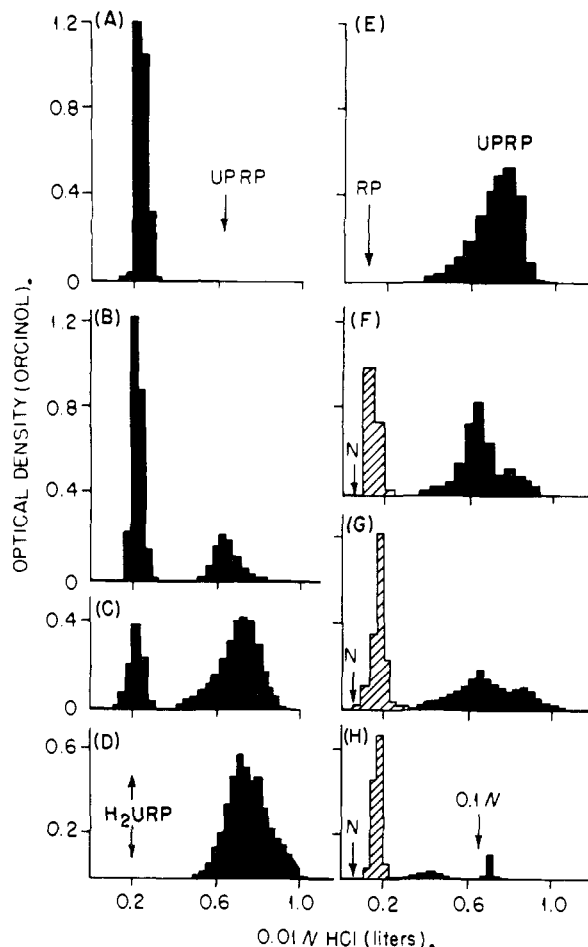 (A)
1.2
0.8
0.4
0
UPRP
(B)
1.2
0.8
0.4
0
(C)
0.4
0
(D)
0.6
0.2
H2URP
0.2
0.6
1.0
(E)
UPRP
RP
(F)
N
(G)
N
(H)
N
0.1 N
0.2
0.6
1.0
OPTICAL DENSITY (ORCINOL).
0.01 N HCl (liters).